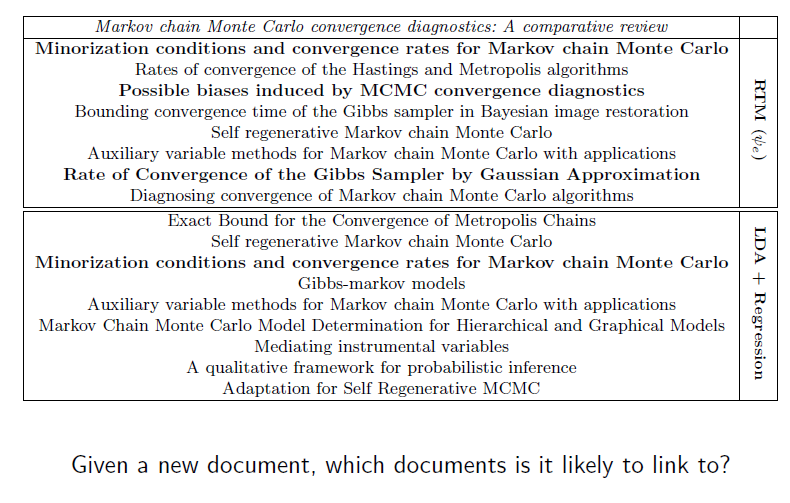 Markov chain Monte Carlo convergence diagnostics: A comparative review
Minorization conditions and convergence rates for Markov chain Monte Carlo
Rates of convergence of the Hastings and Metropolis algorithms
Possible biases induced by MCMC convergence diagnostics
Bounding convergence time of the Gibbs sampler in Bayesian image restoration
Self regenerative Markov chain Monte Carlo
Auxiliary variable methods for Markov chain Monte Carlo with applications
Rate of Convergence of the Gibbs Sampler by Gaussian Approximation
Diagnosing convergence of Markov chain Monte Carlo algorithms
RTM (ψe)
Exact Bound for the Convergence of Metropolis Chains
Self regenerative Markov chain Monte Carlo
Minorization conditions and convergence rates for Markov chain Monte Carlo
Gibbs-markov models
Auxiliary variable methods for Markov chain Monte Carlo with applications
Markov Chain Monte Carlo Model Determination for Hierarchical and Graphical Models
Mediating instrumental variables
A qualitative framework for probabilistic inference
Adaptation for Self Regenerative MCMC
LDA + Regression
Given a new document, which documents is it likely to link to?